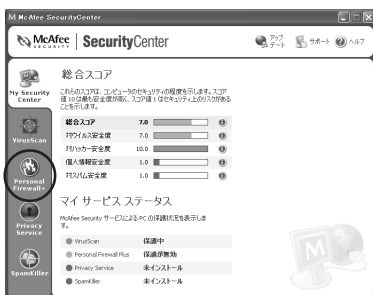 McAfee SecurityCenter
McAfee SECURITY SecurityCenter
アップデート
サポート
ヘルプ
My Security Center
VirusScan
Personal Firewall+
Privacy Service
SpamKiller
総合スコア
これらのスコアは、コンピュータのセキュリティの程度を示します。スコア
値 10 は最も安全度が高く、スコア値 1 はセキュリティ上のリスクがある
ことを示します。
総合スコア 7.0
対ウイルス安全度 7.0
対ハッカー安全度 10.0
個人情報安全度 1.0
対スパム安全度 1.0
マイ サービス ステータス
McAfee Security サービスによる PC の保護状況を表示しま
す。
VirusScan 保護中
Personal Firewall Plus 保護が無効
Privacy Service 未インストール
SpamKiller 未インストール